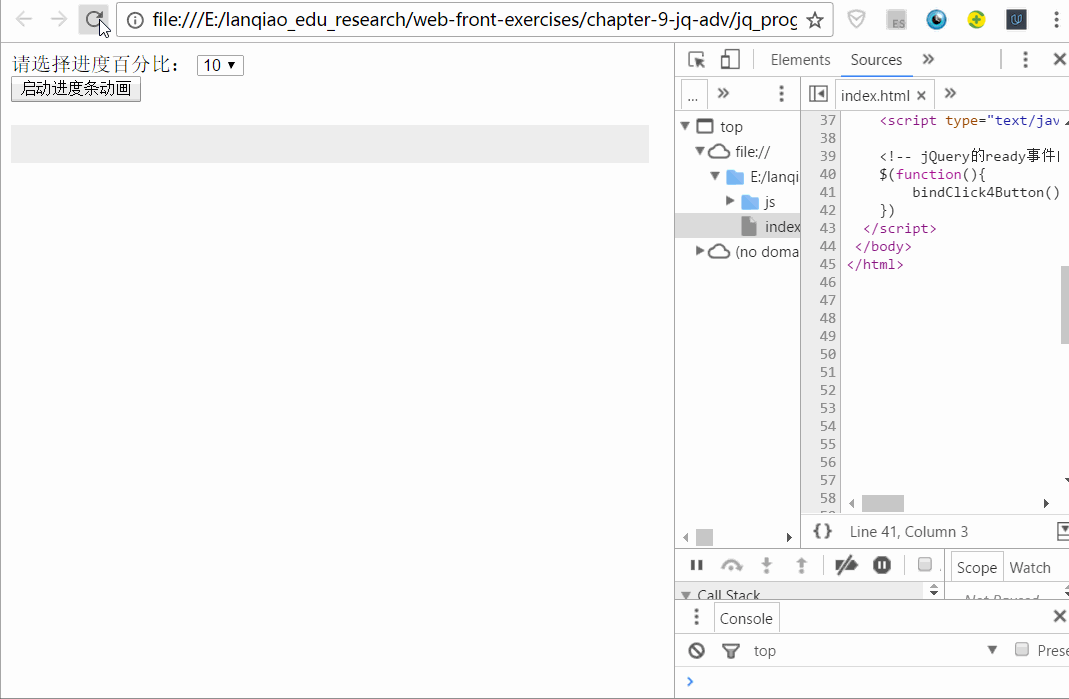 file:///E:/lanqiao_edu_research/web-front-exercises/chapter-9-jq-adv/jq_prog
ES
请选择进度百分比： 10
启动进度条动画
Elements Sources
... index.html
top
file://
E:/lanqi
js
index
(no doma
37 <script type="text/jav
38
39 <!-- jQuery的ready事件
40 $(function(){
41 bindClick4Button()
42 })
43 </script>
44 </body>
45 </html>
46
47
48
49
50
51
52
53
54
55
56
57
58
{} Line 41, Column 3
Scope Watch
Call Stack
Not Paused
Console
top Prese